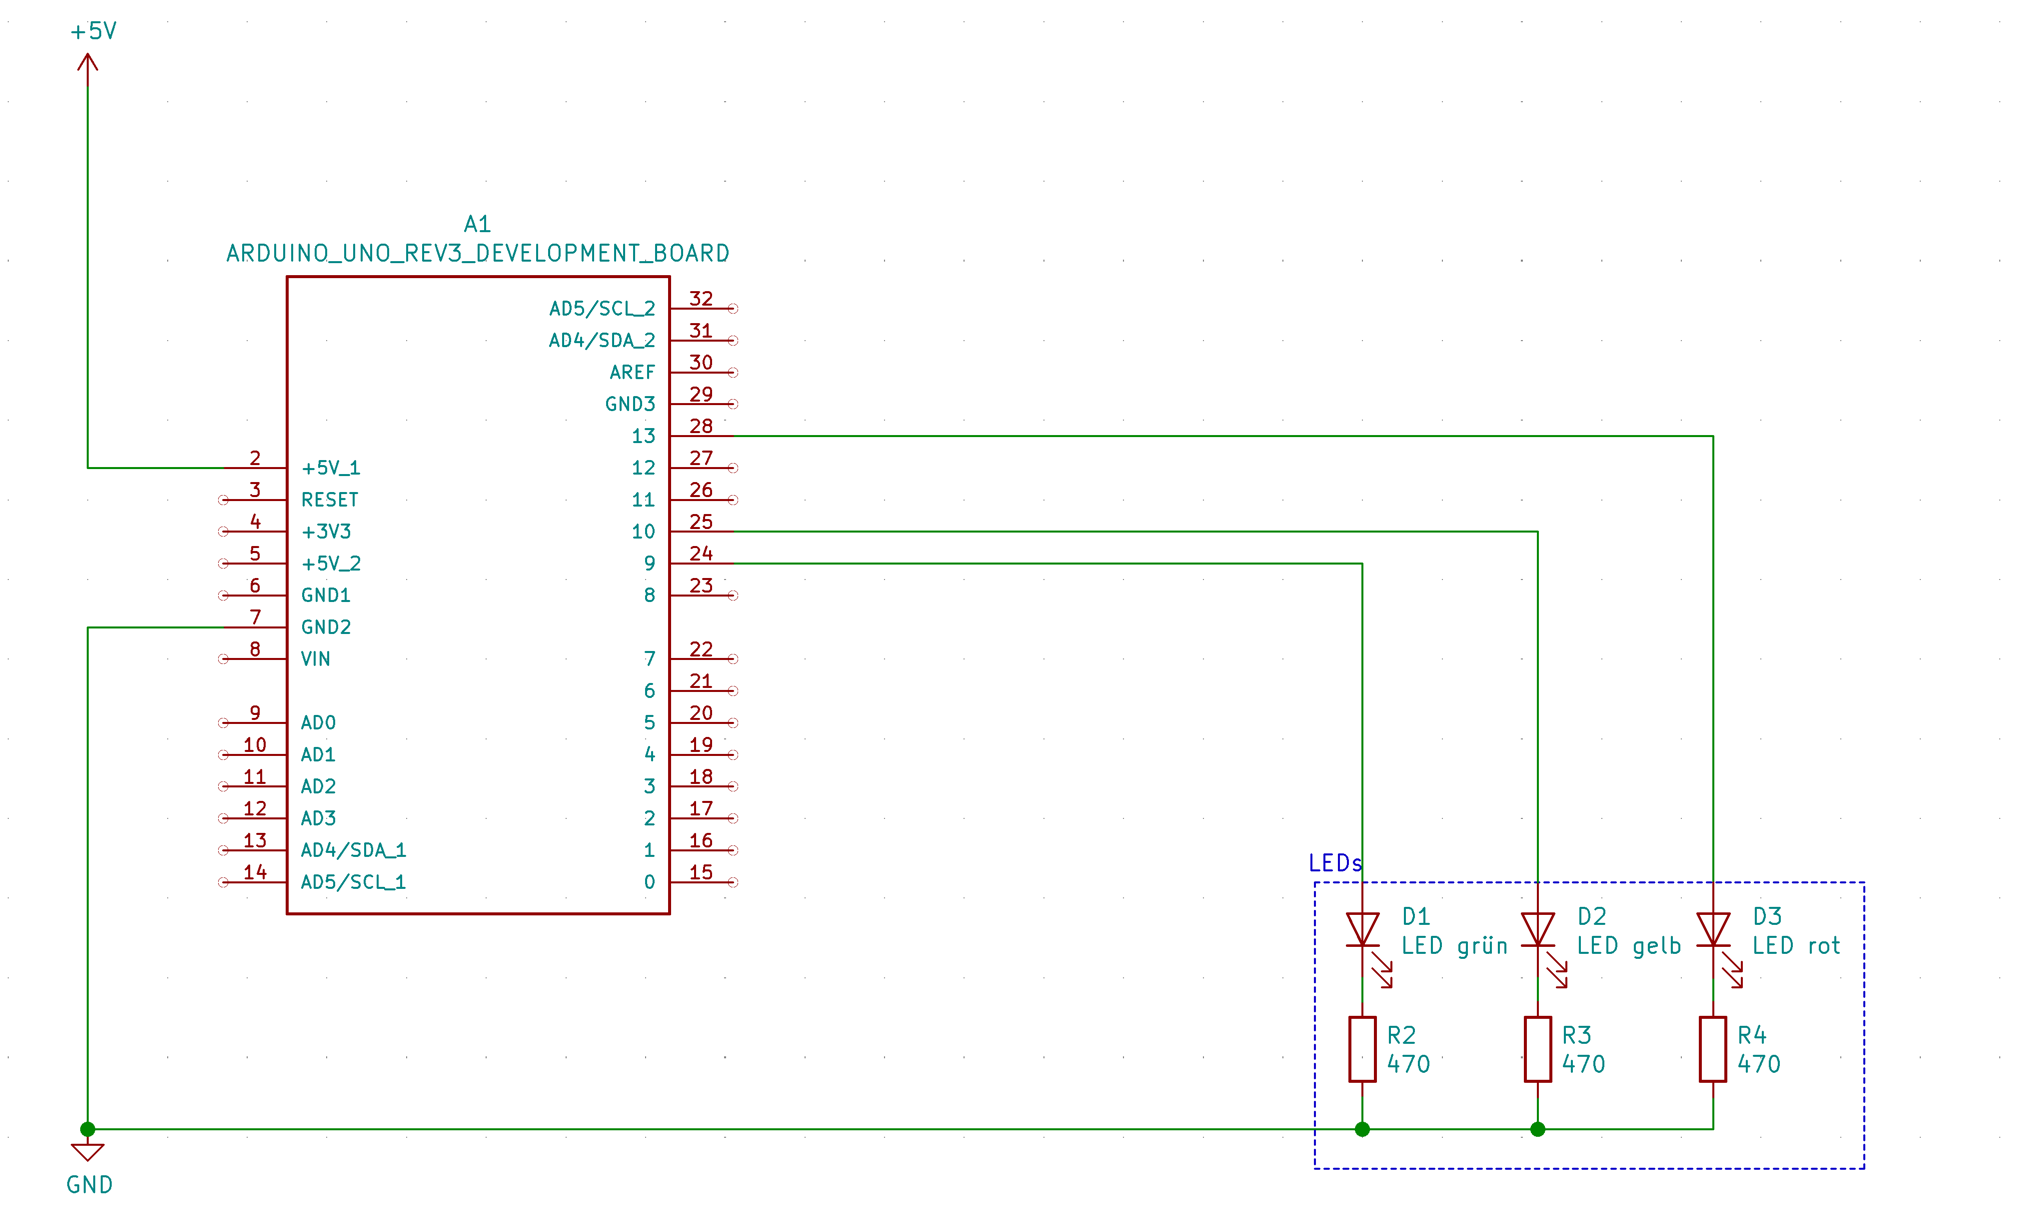 +5V
A1
ARDUINO_UNO_REV3_DEVELOPMENT_BOARD
AD5/SCL_2 32
AD4/SDA_2 31
AREF 30
GND3 29
13 28
2 +5V_1 12 27
3 RESET 11 26
4 +3V3 10 25
5 +5V_2 9 24
6 GND1 8 23
7 GND2
8 VIN 7 22
6 21
9 AD0 5 20
10 AD1 4 19
11 AD2 3 18
12 AD3 2 17
13 AD4/SDA_1 1 16
14 AD5/SCL_1 0 15
LEDs
D1
LED grün
D2
LED gelb
D3
LED rot
R2
470
R3
470
R4
470
GND